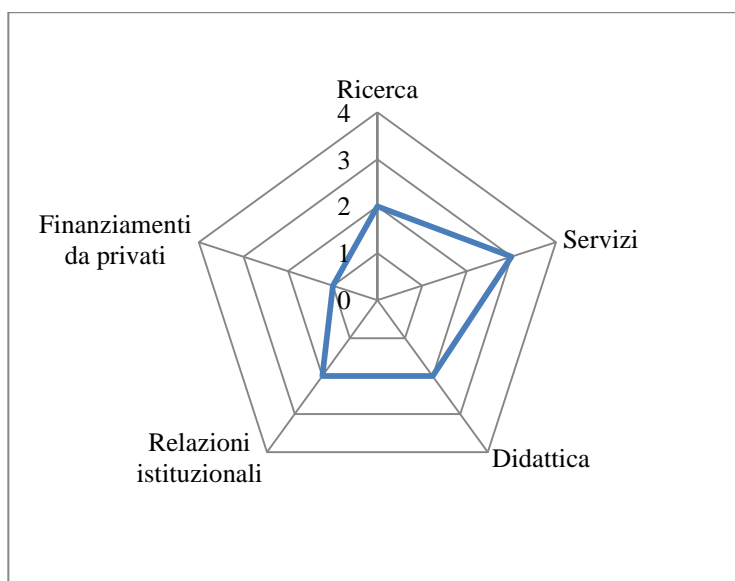 Ricerca
4
3
2
1
0
Servizi
Didattica
Relazioni
istituzionali
Finanziamenti
da privati